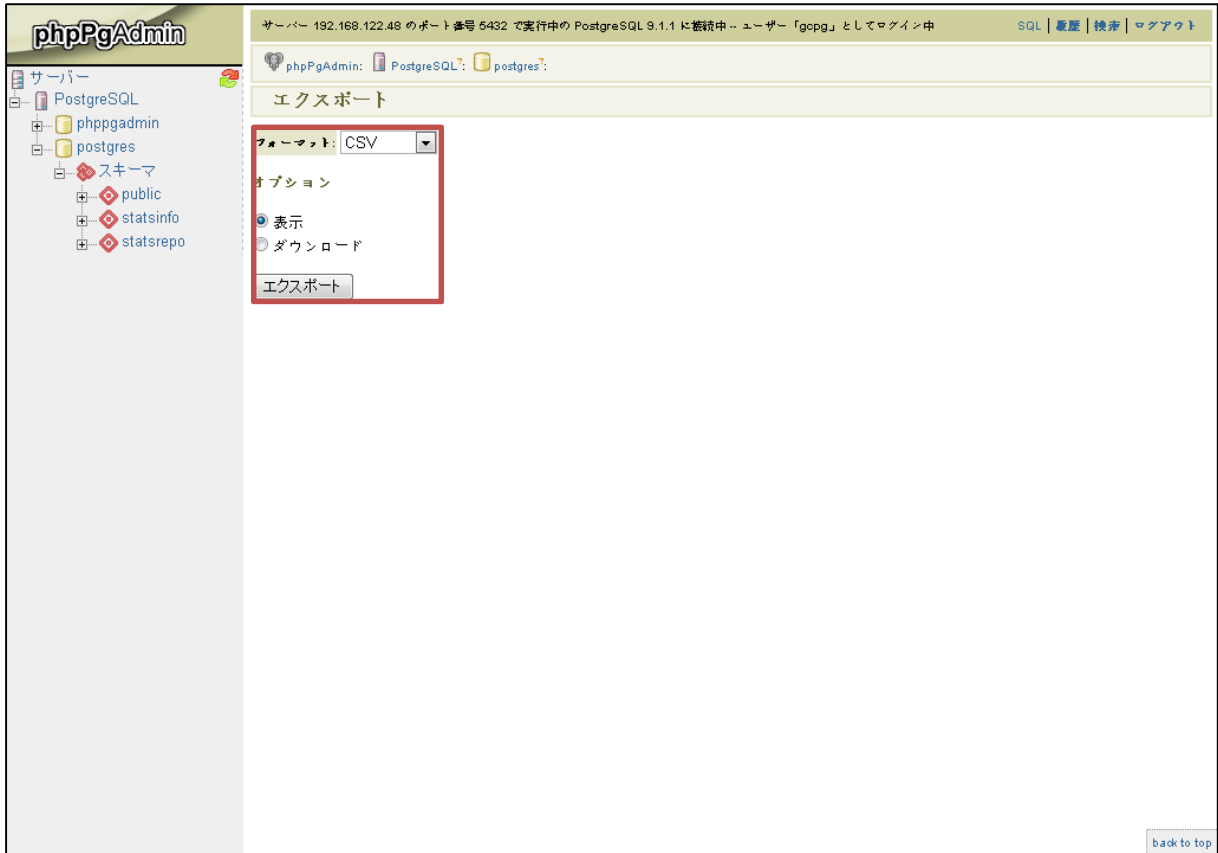 phpPgAdmin
サーバー
PostgreSQL
phppgadmin
postgres
スキーマ
public
statsinfo
statsrepo
サーバー 192.168.122.48 のポート番号 5432 で実行中の PostgreSQL 9.1.1 に接続中 -- ユーザー「gopg」としてログイン中
SQL | 履歴 | 検索 | ログアウト
phpPgAdmin: PostgreSQL?: postgres?:
エクスポート
フォーマット: CSV
オプション
表示
ダウンロード
エクスポート
back to top